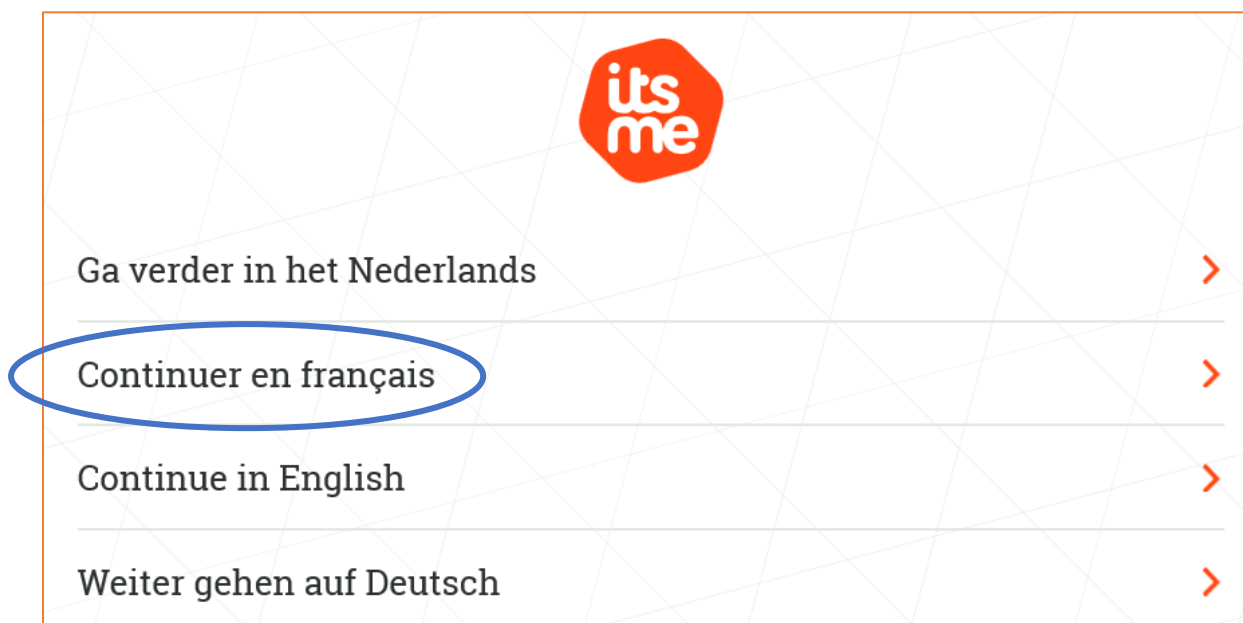 its
me
Ga verder in het Nederlands
Continuer en français
Continue in English
Weiter gehen auf Deutsch